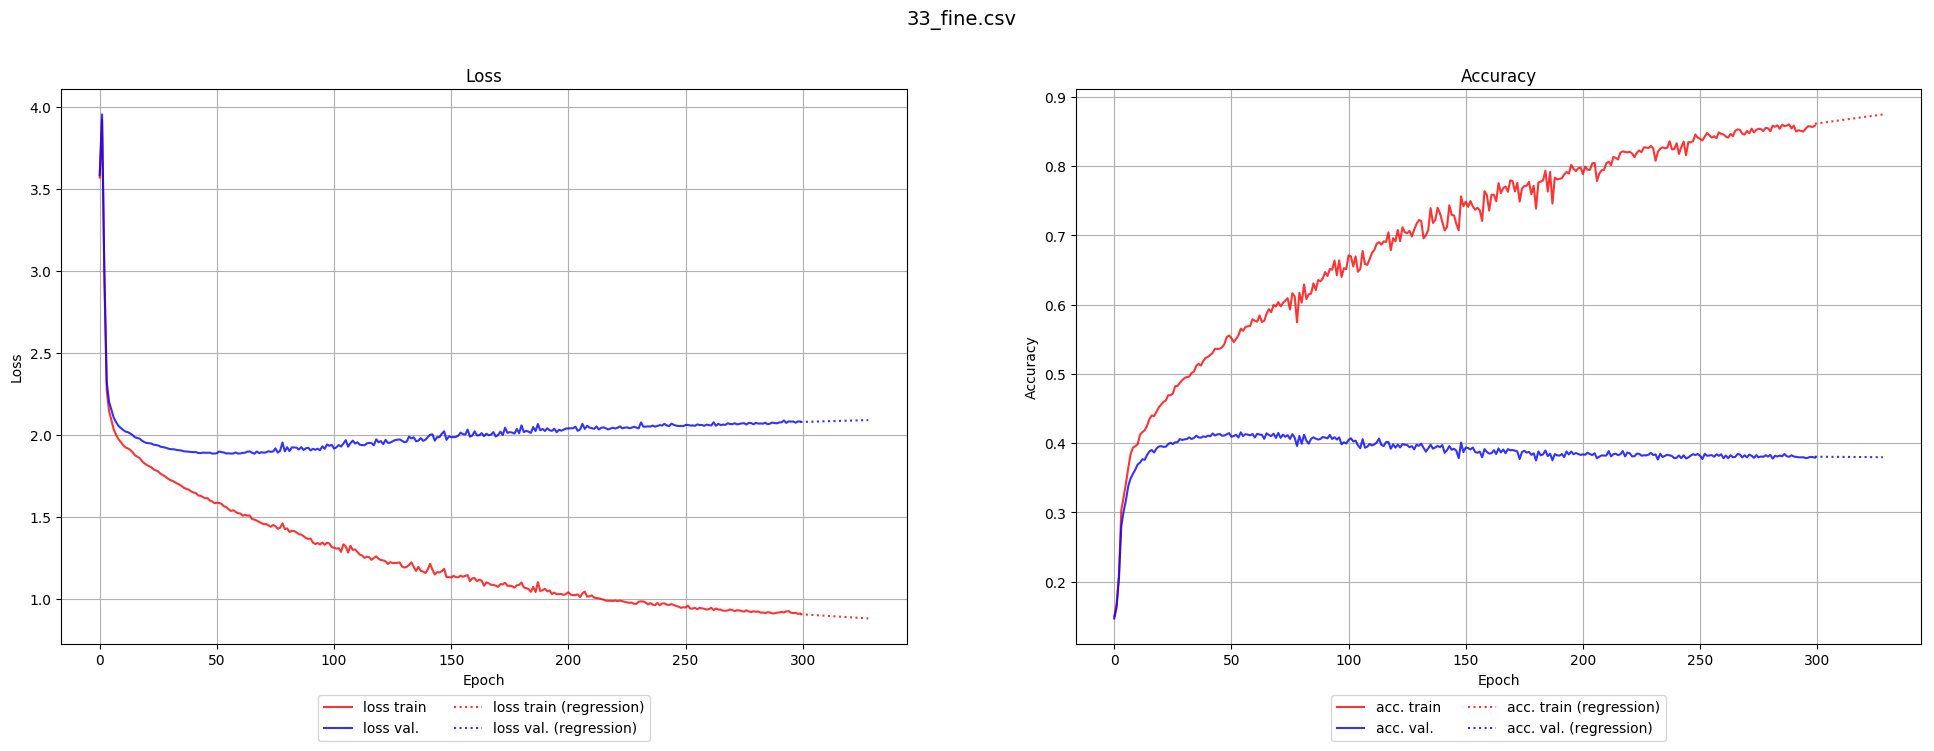 33_fine.csv
Loss
4.0
3.5
3.0
2.5
2.0
1.5
1.0
Loss
0 50 100 150 200 250 300
Epoch
loss train loss train (regression)
loss val. loss val. (regression)
Accuracy
0.9
0.8
0.7
0.6
0.5
0.4
0.3
0.2
Accuracy
0 50 100 150 200 250 300
Epoch
acc. train acc. train (regression)
acc. val. acc. val. (regression)